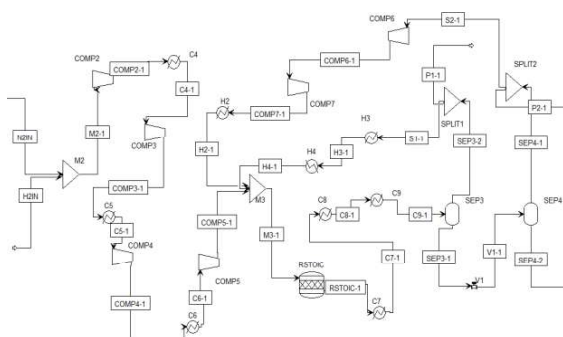 COMP6
S2-1
COMP2
COMP2-1
C4
COMP6-1
P1-1
SPLIT2
C4-1
H2
COMP7-1
COMP7
SPLIT1
P2-1
N2IN
M2
M2-1
COMP3
H3
S1-1
SEP3-2
SEP4-1
H2-1
H4-1
H4
H3-1
H2IN
COMP3-1
M3
C8
C8-1
C9
C9-1
SEP3
SEP4
C5-1
COMP5-1
COMP4
M3-1
C7-1
SEP3-1
V1-1
SEP4-2
COMP5
RSTOIC
RSTOIC-1
V1
C6-1
COMP4-1
C6
C7